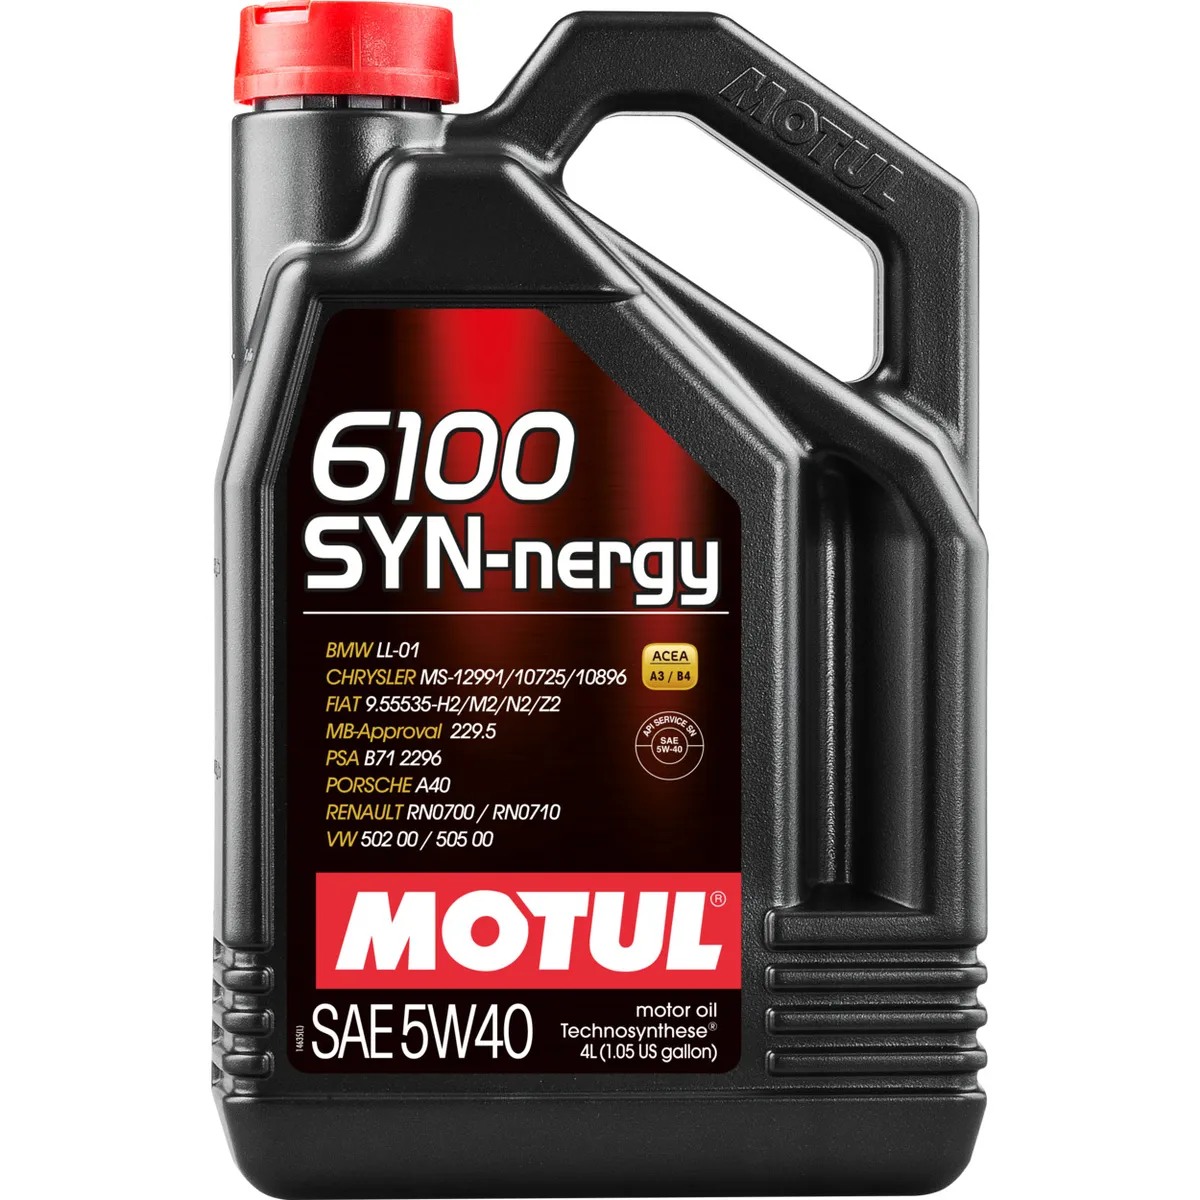 MOTUL
6100
SYN-nergy
BMW LL-01
CHRYSLER MS-12991/10725/10896
FIAT 9.55535-H2/M2/N2/Z2
MB-Approval 229.5
PSA B71 2296
PORSCHE A40
RENAULT RN0700 / RN0710
VW 502 00 / 505 00
ACEA
A3 / B4
API SERVICE SN
SAE
5W-40
MOTUL®
SAE 5W40
motor oil
Technosynthese®
4L (1.05 US gallon)
14635(L)